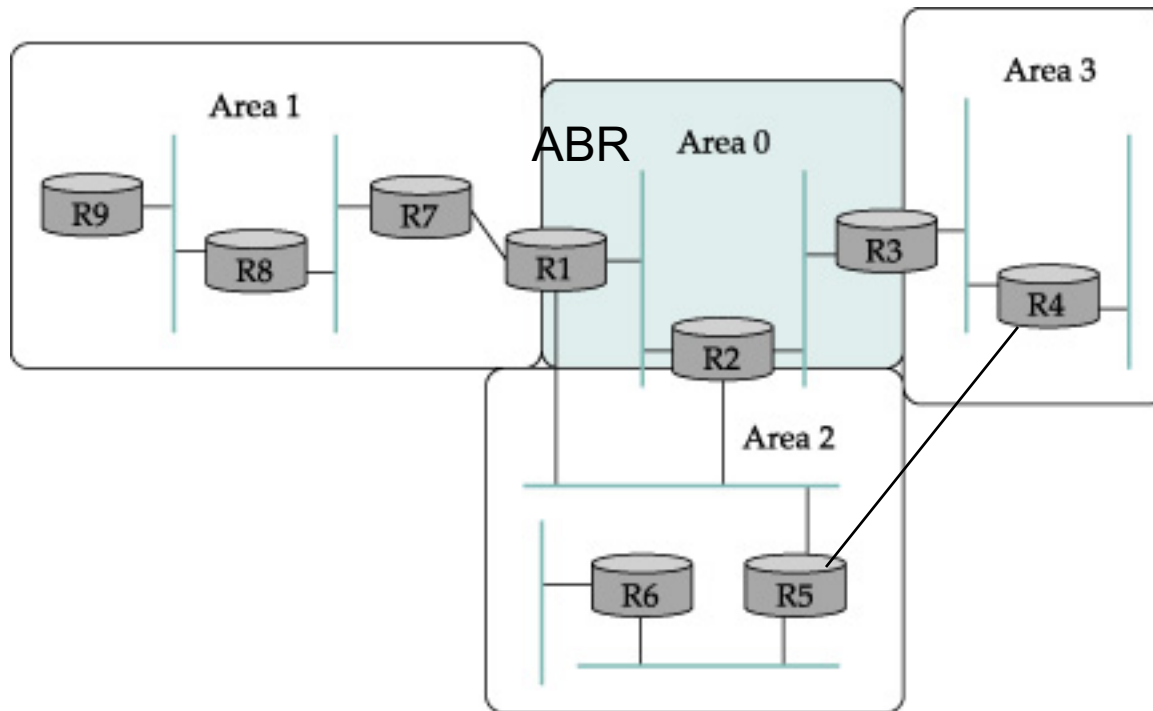 Area 3
Area 1
ABR
Area 0
R9
R7
R8
R1
R3
R4
R2
Area 2
R6
R5